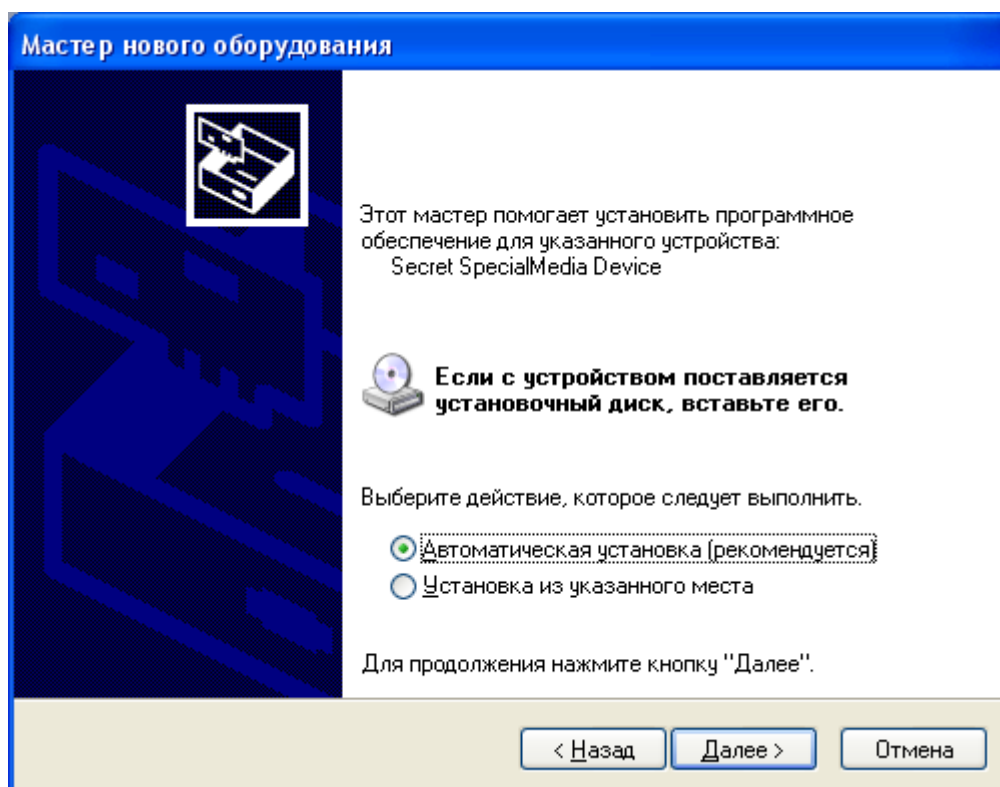 Мастер нового оборудования
Этот мастер помогает установить программное
обеспечение для указанного устройства:
Secret SpecialMedia Device
Если с устройством поставляется
установочный диск, вставьте его.
Выберите действие, которое следует выполнить.
Автоматическая установка (рекомендуется)
Установка из указанного места
Для продолжения нажмите кнопку "Далее".
< Назад
Далее >
Отмена